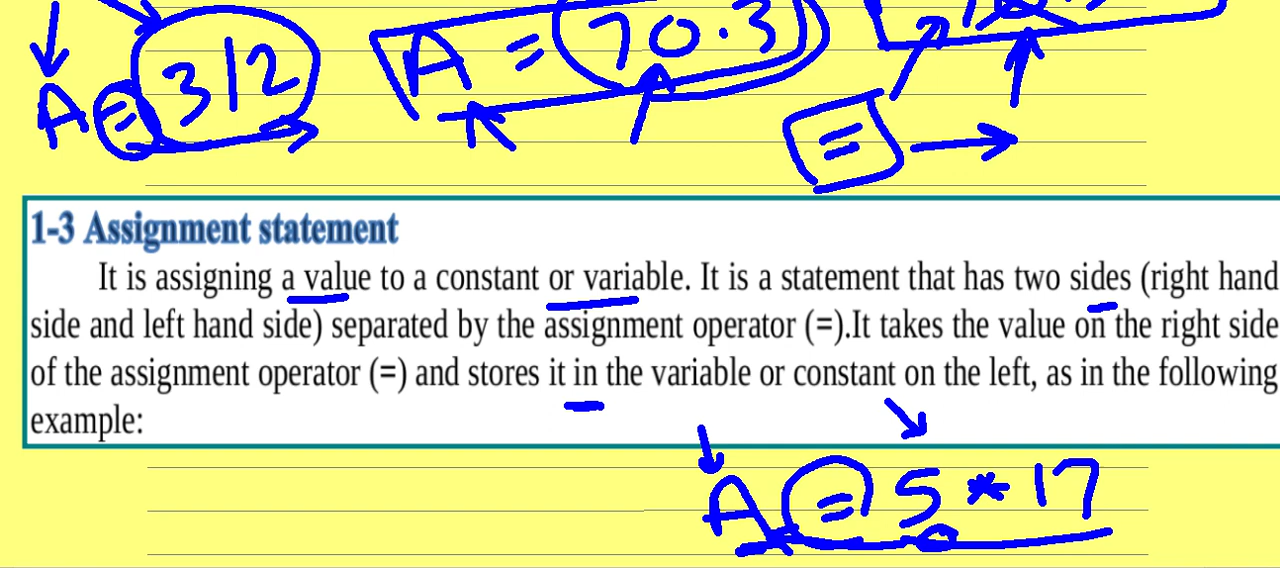 A = 312 A = 70.3
=
1-3 Assignment statement
It is assigning a value to a constant or variable. It is a statement that has two sides (right hand
side and left hand side) separated by the assignment operator (=).It takes the value on the right side
of the assignment operator (=) and stores it in the variable or constant on the left, as in the following
example:
A = 5 * 17